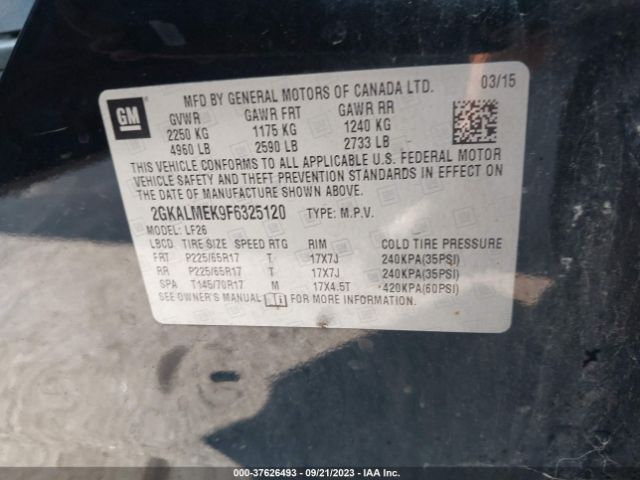 GM
MFD BY GENERAL MOTORS OF CANADA LTD. 03/15
GVWR GAWR FRT GAWR RR
2250 KG 1175 KG 1240 KG
4960 LB 2590 LB 2733 LB
THIS VEHICLE CONFORMS TO ALL APPLICABLE U.S. FEDERAL MOTOR
VEHICLE SAFETY AND THEFT PREVENTION STANDARDS IN EFFECT ON
THE DATE OF MANUFACTURE SHOWN ABOVE.
2GKALMEK9F6325120 TYPE: M.P.V.
MODEL: LF26
LBCD TIRE SIZE SPEED RTG RIM COLD TIRE PRESSURE
FRT P225/65R17 T 17X7J 240KPA(35PSI)
RR P225/65R17 T 17X7J 240KPA(35PSI)
SPA T145/70R17 M 17X4.5T 420KPA(60PSI)
SEE OWNER'S MANUAL i FOR MORE INFORMATION.
000-37626493 - 09/21/2023 - IAA Inc.